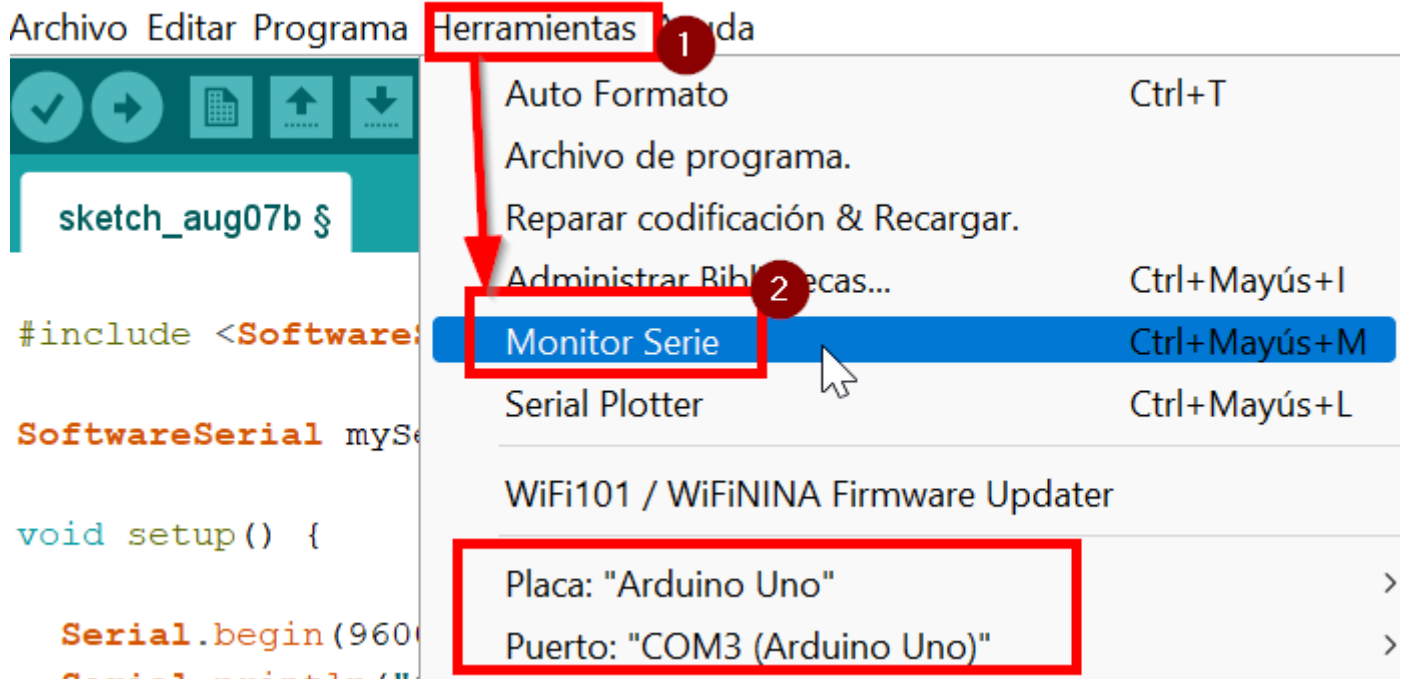 Archivo Editar Programa Herramientas
1
Auto Formato Ctrl+T
Archivo de programa.
sketch_aug07b §
Reparar codificación & Recargar.
Administrar Ctrl+Mayús+I
2
#include <Software
Monitor Serie Ctrl+Mayús+M
Serial Plotter Ctrl+Mayús+L
SoftwareSerial
WiFi101 / WiFiNINA Firmware Updater
void setup() {
Placa: "Arduino Uno"
Serial.begin(960
Puerto: "COM3 (Arduino Uno)"